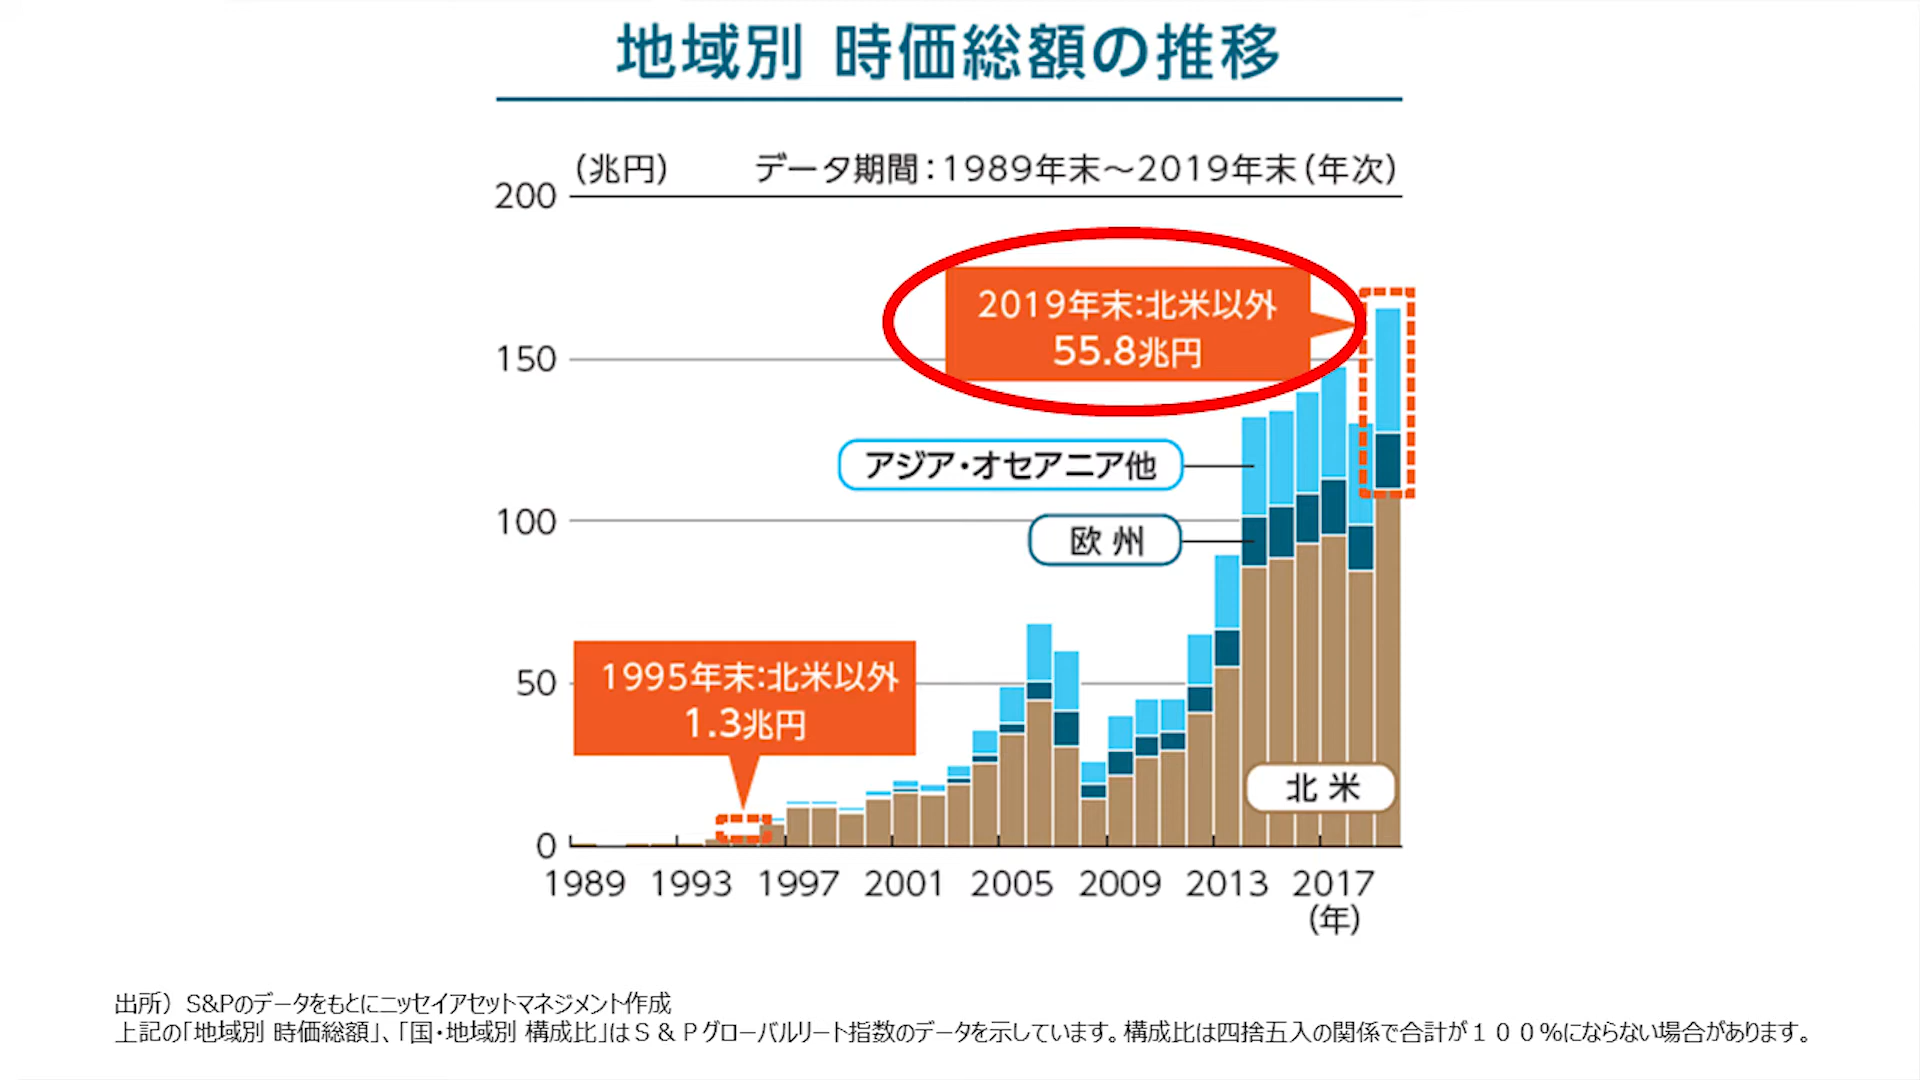 地域別 時価総額の推移
(兆円)
データ期間：1989年末～2019年末(年次)
200
2019年末：北米以外
55.8兆円
150
アジア・オセアニア他
100
欧州
1995年末：北米以外
1.3兆円
50
北米
0
1989 1993 1997 2001 2005 2009 2013 2017
(年)
出所） S&Pのデータをもとにニッセイアセットマネジメント作成
上記の「地域別 時価総額」、「国・地域別 構成比」はＳ＆Ｐグローバルリート指数のデータを示しています。構成比は四捨五入の関係で合計が１００％にならない場合があります。